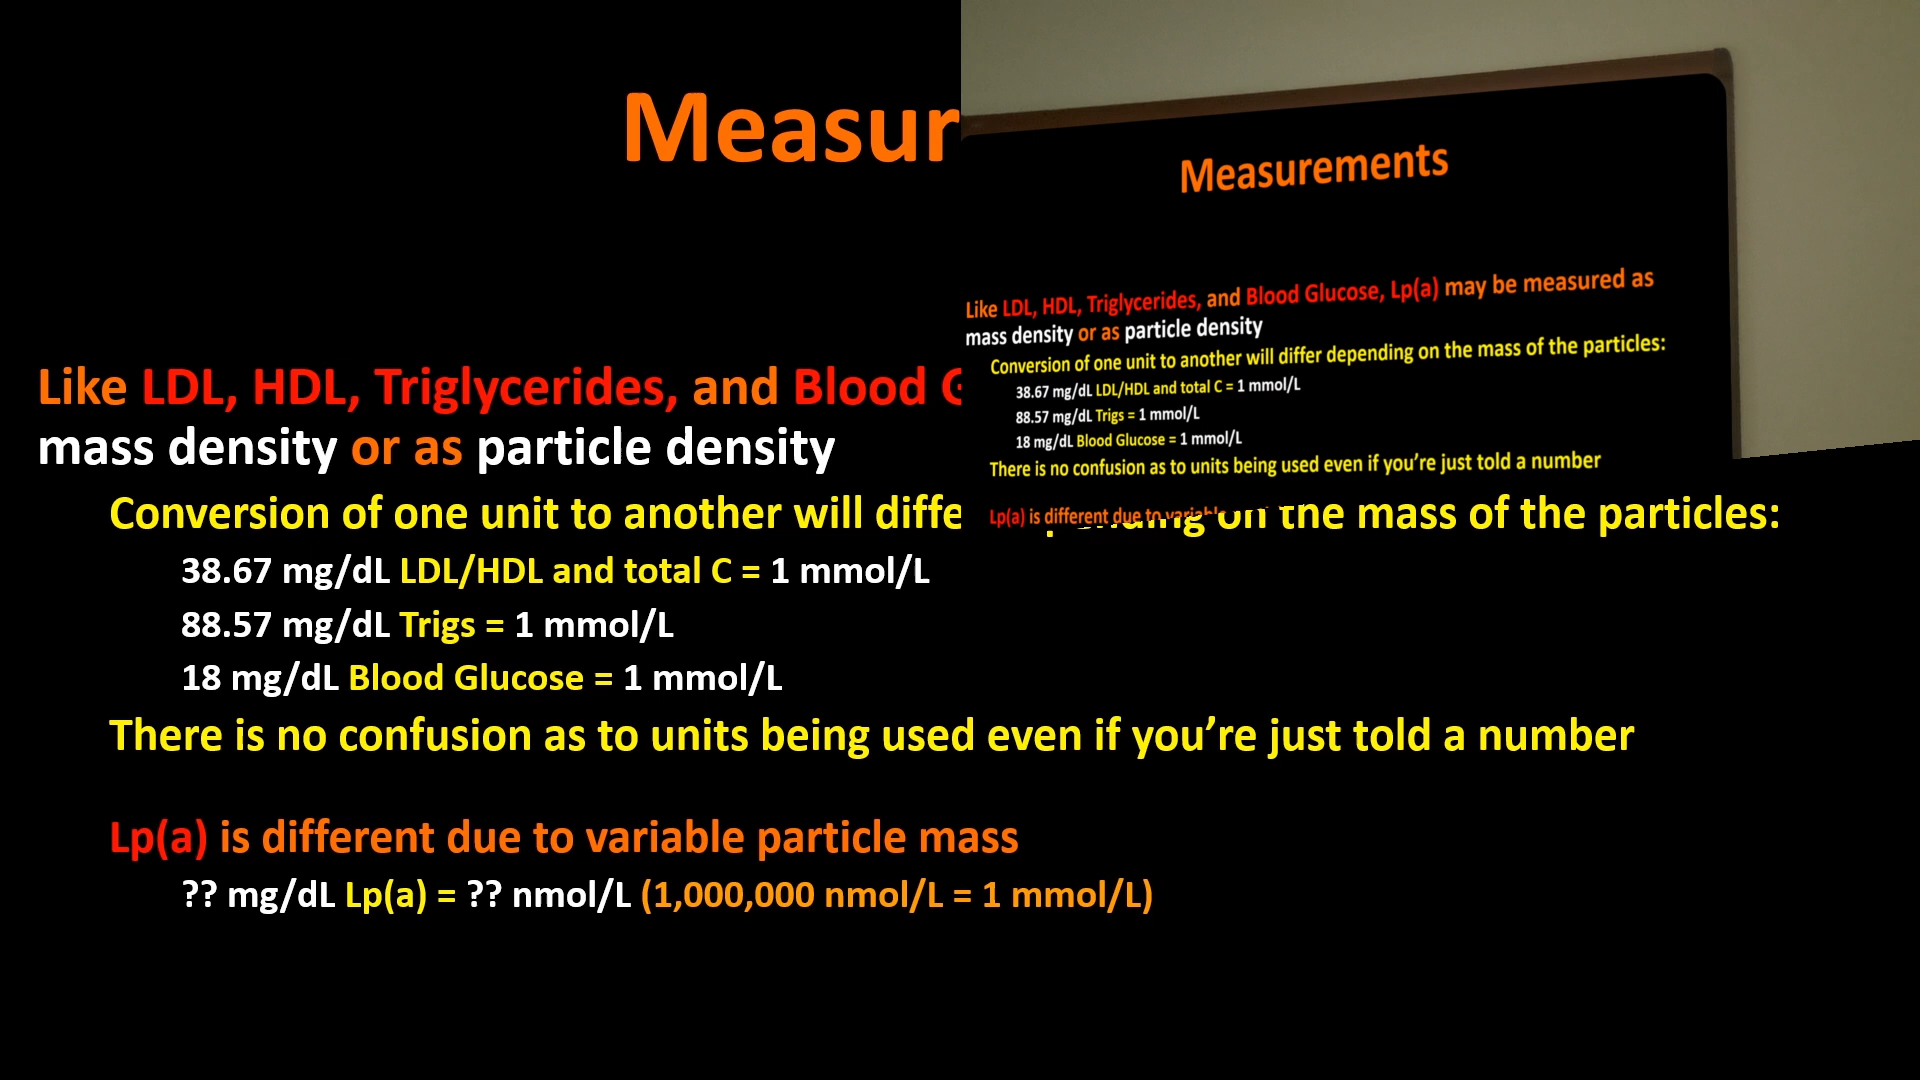 Measur
Like LDL, HDL, Triglycerides, and Blood G
mass density or as particle density
Conversion of one unit to another will diffe
on the mass of the particles:
38.67 mg/dL LDL/HDL and total C = 1 mmol/L
88.57 mg/dL Trigs = 1 mmol/L
18 mg/dL Blood Glucose = 1 mmol/L
There is no confusion as to units being used even if you’re just told a number
Lp(a) is different due to variable particle mass
?? mg/dL Lp(a) = ?? nmol/L (1,000,000 nmol/L = 1 mmol/L)
Measurements
Like LDL, HDL, Triglycerides, and Blood Glucose, Lp(a) may be measured as
mass density or as particle density
Conversion of one unit to another will differ depending on the mass of the particles:
38.67 mg/dL LDL/HDL and total C = 1 mmol/L
88.57 mg/dL Trigs = 1 mmol/L
18 mg/dL Blood Glucose = 1 mmol/L
There is no confusion as to units being used even if you’re just told a number
Lp(a) is different due to